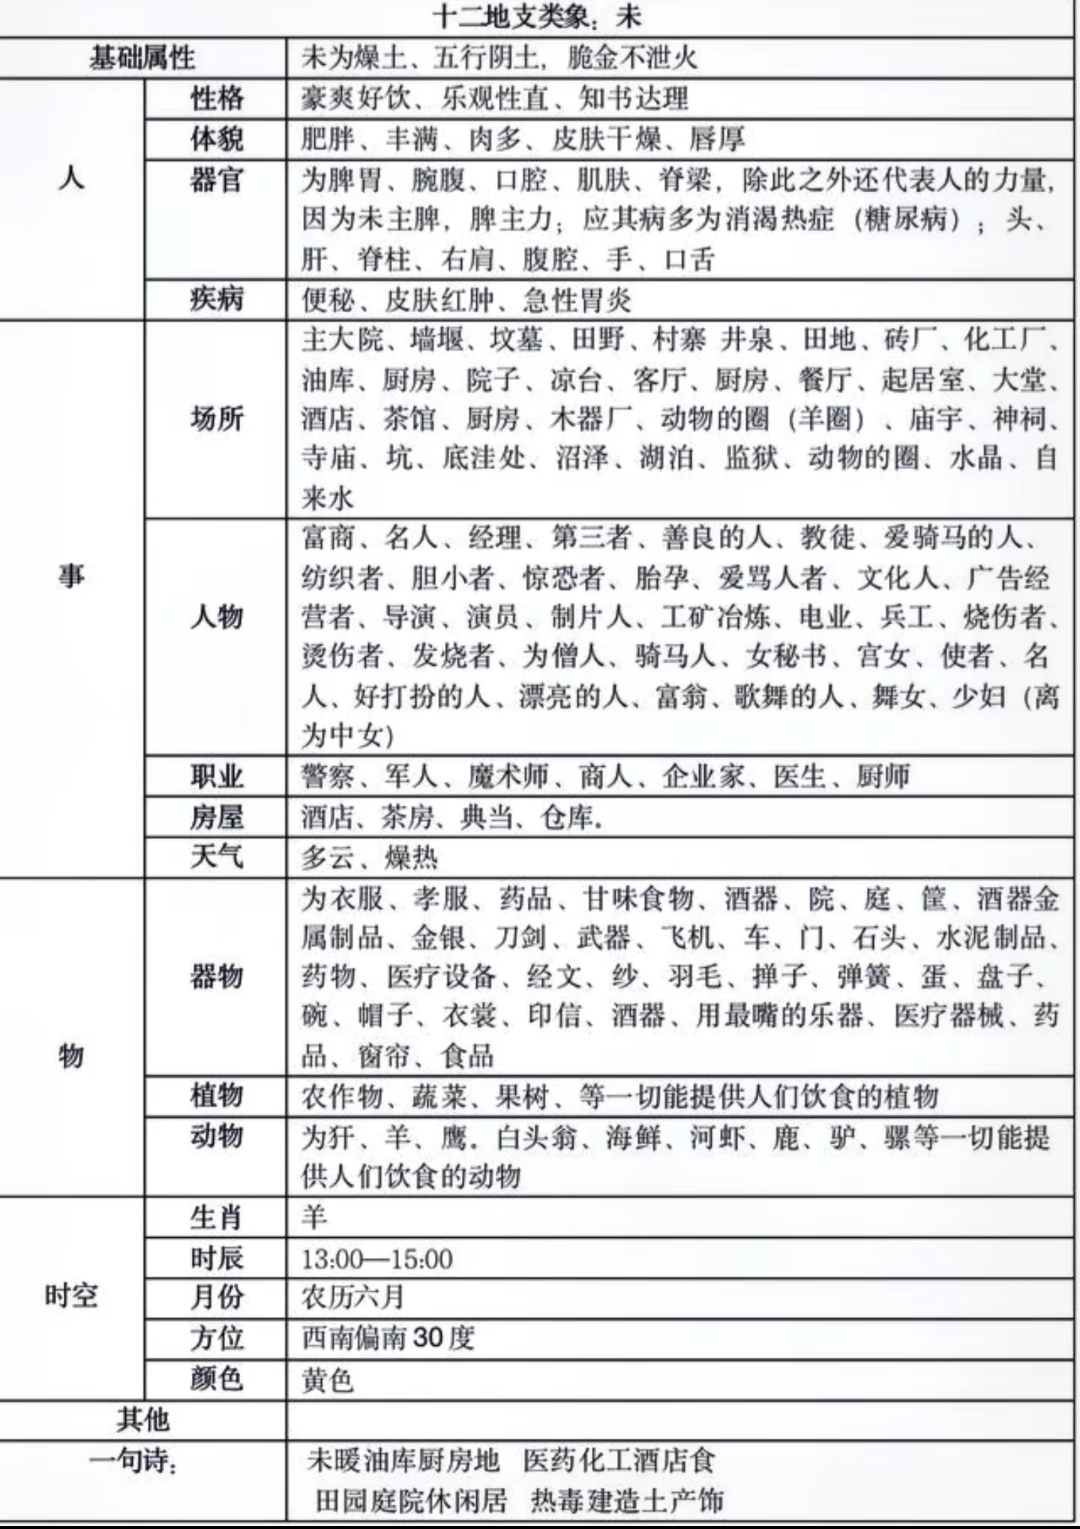 十二地支类象：未
基础属性 未为燥土、五行阴土，脆金不泄火
人
性格 豪爽好饮、乐观性直、知书达理
体貌 肥胖、丰满、肉多、皮肤干燥、唇厚
器官 为脾胃、腕腹、口腔、肌肤、脊梁，除此之外还代表人的力量，
因为未主脾，脾主力；应其病多为消渴热症（糖尿病）；头、
肝、脊柱、右肩、腹腔、手、口舌
疾病 便秘、皮肤红肿、急性胃炎
事
场所 主大院、墙堰、坟墓、田野、村寨 井泉、田地、砖厂、化工厂、
油库、厨房、院子、凉台、客厅、厨房、餐厅、起居室、大堂、
酒店、茶馆、厨房、木器厂、动物的圈（羊圈）、庙宇、神祠、
寺庙、坑、底洼处、沼泽、湖泊、监狱、动物的圈、水晶、自
来水
人物 富商、名人、经理、第三者、善良的人、教徒、爱骑马的人、
纺织者、胆小者、惊恐者、胎孕、爱骂人者、文化人、广告经
营者、导演、演员、制片人、工矿冶炼、电业、兵工、烧伤者、
烫伤者、发烧者、为僧人、骑马人、女秘书、宫女、使者、名
人、好打扮的人、漂亮的人、富翁、歌舞的人、舞女、少妇（离
为中女）
职业 警察、军人、魔术师、商人、企业家、医生、厨师
房屋 酒店、茶房、典当、仓库。
天气 多云、燥热
物
器物 为衣服、孝服、药品、甘味食物、酒器、院、庭、筐、酒器金
属制品、金银、刀剑、武器、飞机、车、门、石头、水泥制品、
药物、医疗设备、经文、纱、羽毛、掸子、弹簧、蛋、盘子、
碗、帽子、衣裳、印信、酒器、用最嘴的乐器、医疗器械、药
品、窗帘、食品
植物 农作物、蔬菜、果树、等一切能提供人们饮食的植物
动物 为犴、羊、鹰。白头翁、海鲜、河虾、鹿、驴、骡等一切能提
供人们饮食的动物
时空
生肖 羊
时辰 13:00—15:00
月份 农历六月
方位 西南偏南 30 度
颜色 黄色
其他
一句诗： 未暖油库厨房地 医药化工酒店食
田园庭院休闲居 热毒建造土产饰